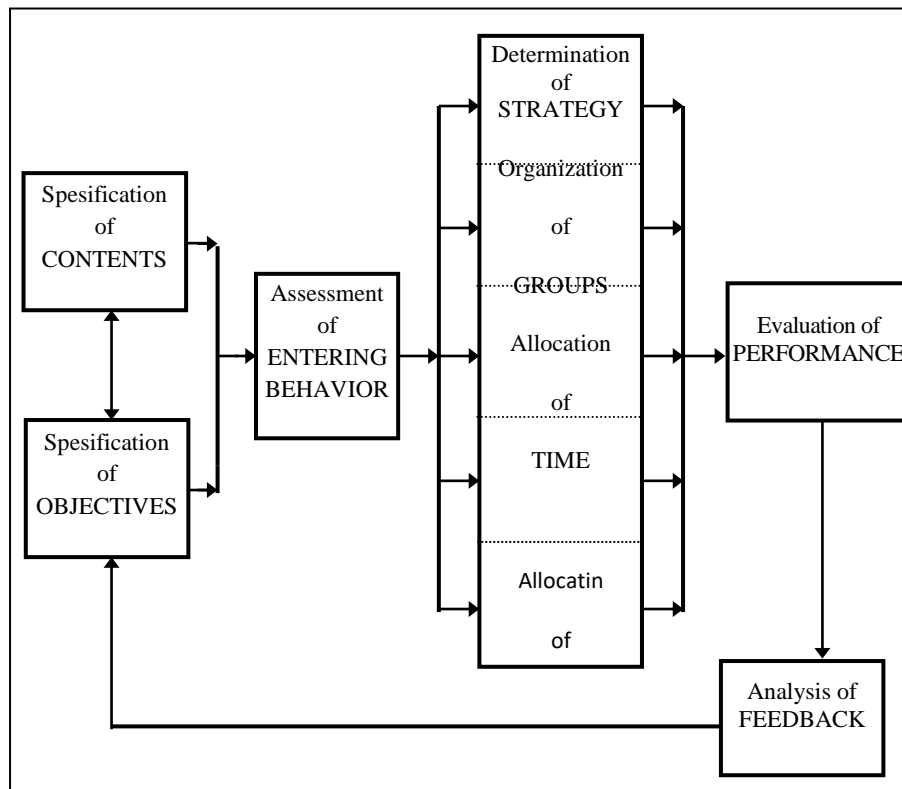 Spesification
of
CONTENTS
Spesification
of
OBJECTIVES
Assessment
of
ENTERING
BEHAVIOR
Determination
of
STRATEGY
Organization
of
GROUPS
Allocation
of
TIME
Allocatin
of
Evaluation of
PERFORMANCE
Analysis of
FEEDBACK